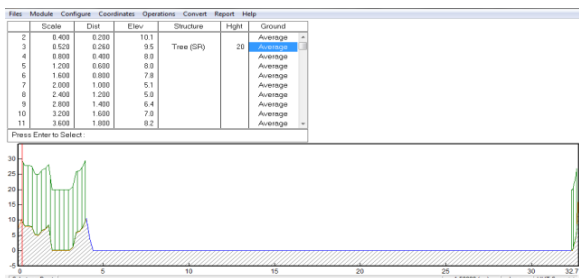 Files Module Configure Coordinates Operations Convert Report Help
Scale Dist Elev Structure Hght Ground
2 0.400 0.200 10.1 Average
3 0.520 0.260 9.5 Tree (SR) 20 Average
4 0.800 0.400 8.0 Average
5 1.200 0.600 8.0 Average
6 1.600 0.800 7.8 Average
7 2.000 1.000 5.1 Average
8 2.400 1.200 5.0 Average
9 2.800 1.400 6.4 Average
10 3.200 1.600 7.0 Average
11 3.600 1.800 8.2 Average
Press Enter to Select :
30
25
20
15
10
5
0
-5
0 5 10 15 20 25 30 32.7